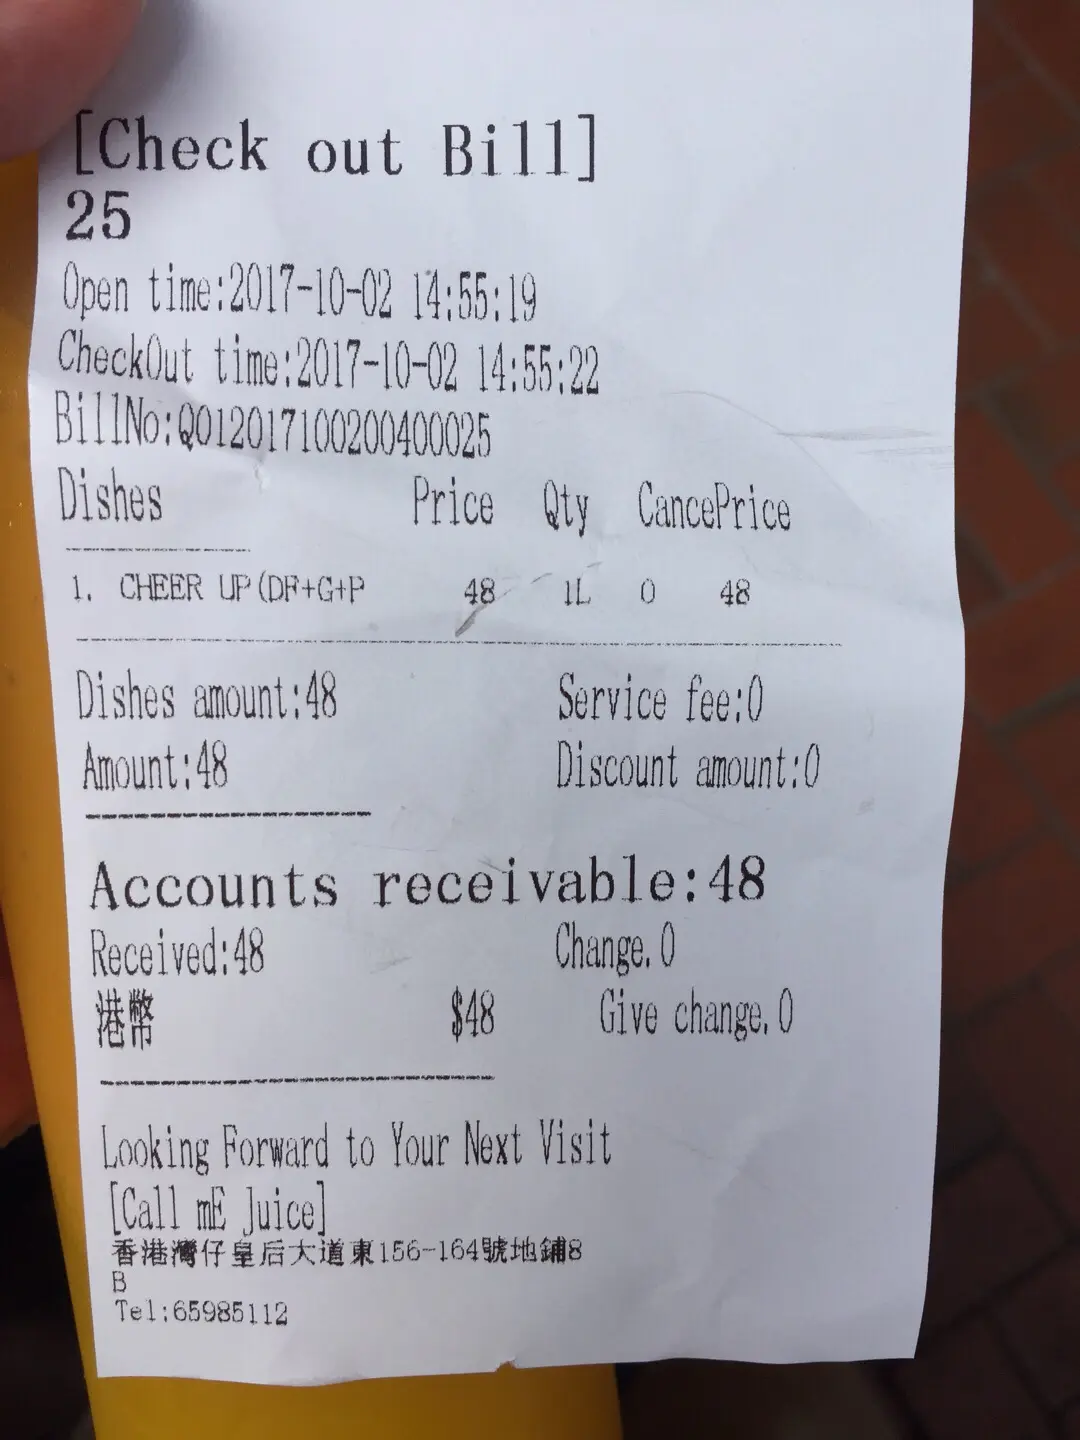 [Check out Bill]
25
Open time:2017-10-02 14:55:19
CheckOut time:2017-10-02 14:55:22
BillNo:Q012017100200400025
Dishes Price Qty CancePrice
1. CHEER UP(DF+G+P 48 1L 0 48
Dishes amount:48 Service fee:0
Amount:48 Discount amount:0
Accounts receivable:48
Received:48 Change.0
港幣 $48 Give change.0
Looking Forward to Your Next Visit
[Call mE Juice]
香港灣仔皇后大道東156-164號地鋪8
B
Tel:65985112